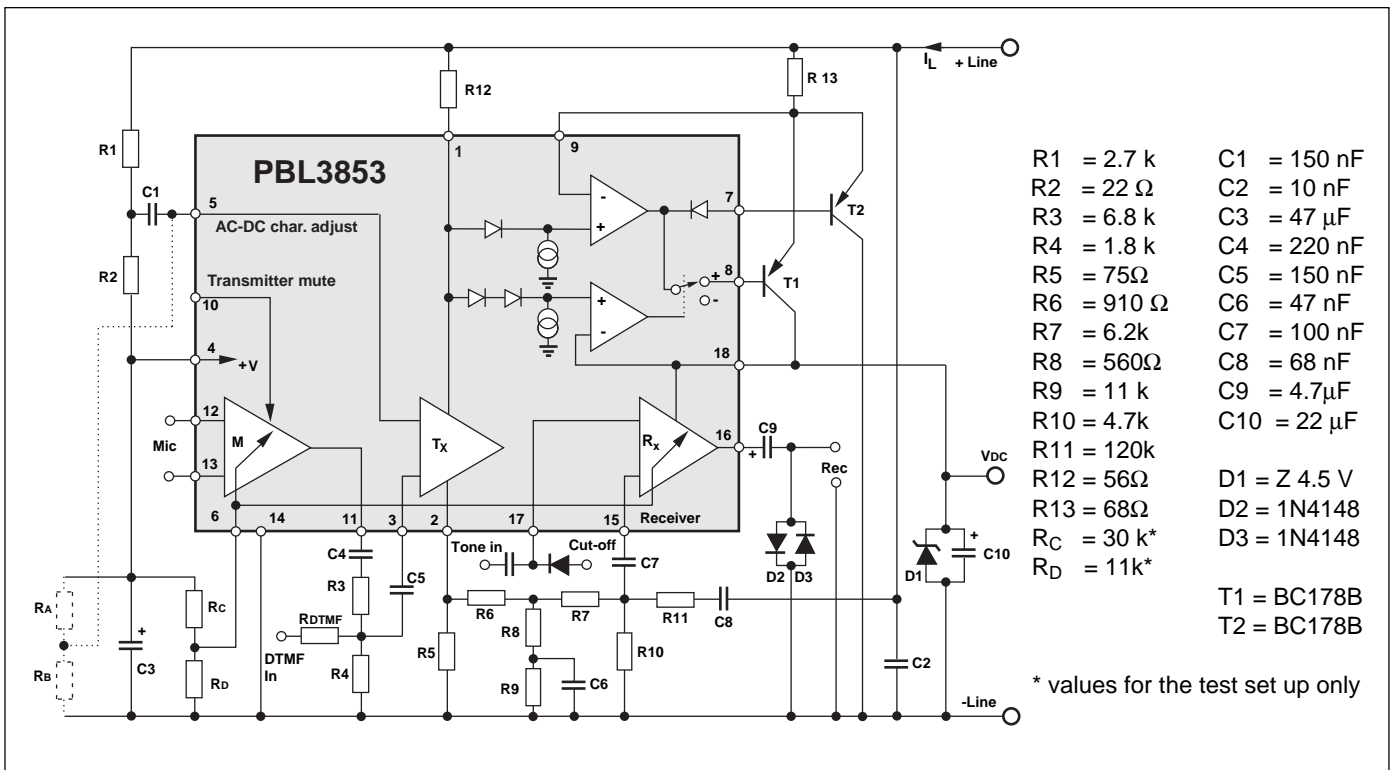 I_L
+ Line
R12
R 13
R1
PBL3853
1
9
C1
5
AC-DC char. adjust
-
+
7
T2
R2
Transmitter mute
10
+
-
8
T1
+
-
4
+V
18
12
Mic
13
M
T_X
R_X
16
C9
+
Rec
V_DC
6
14
11
3
2
17
15
Receiver
C4
C5
Tone in
Cut-off
C7
D2
D3
D1
+
C10
R_A
R_B
+
C3
R_C
R_D
R3
R_DTMF
DTMF
In
R4
R5
R6
R7
R8
R9
C6
R10
R11
C8
C2
-Line
R1 = 2.7 k
R2 = 22 Ω
R3 = 6.8 k
R4 = 1.8 k
R5 = 75Ω
R6 = 910 Ω
R7 = 6.2k
R8 = 560Ω
R9 = 11 k
R10 = 4.7k
R11 = 120k
R12 = 56Ω
R13 = 68Ω
R_C = 30 k*
R_D = 11k*
C1 = 150 nF
C2 = 10 nF
C3 = 47 µF
C4 = 220 nF
C5 = 150 nF
C6 = 47 nF
C7 = 100 nF
C8 = 68 nF
C9 = 4.7µF
C10 = 22 µF
D1 = Z 4.5 V
D2 = 1N4148
D3 = 1N4148
T1 = BC178B
T2 = BC178B
* values for the test set up only